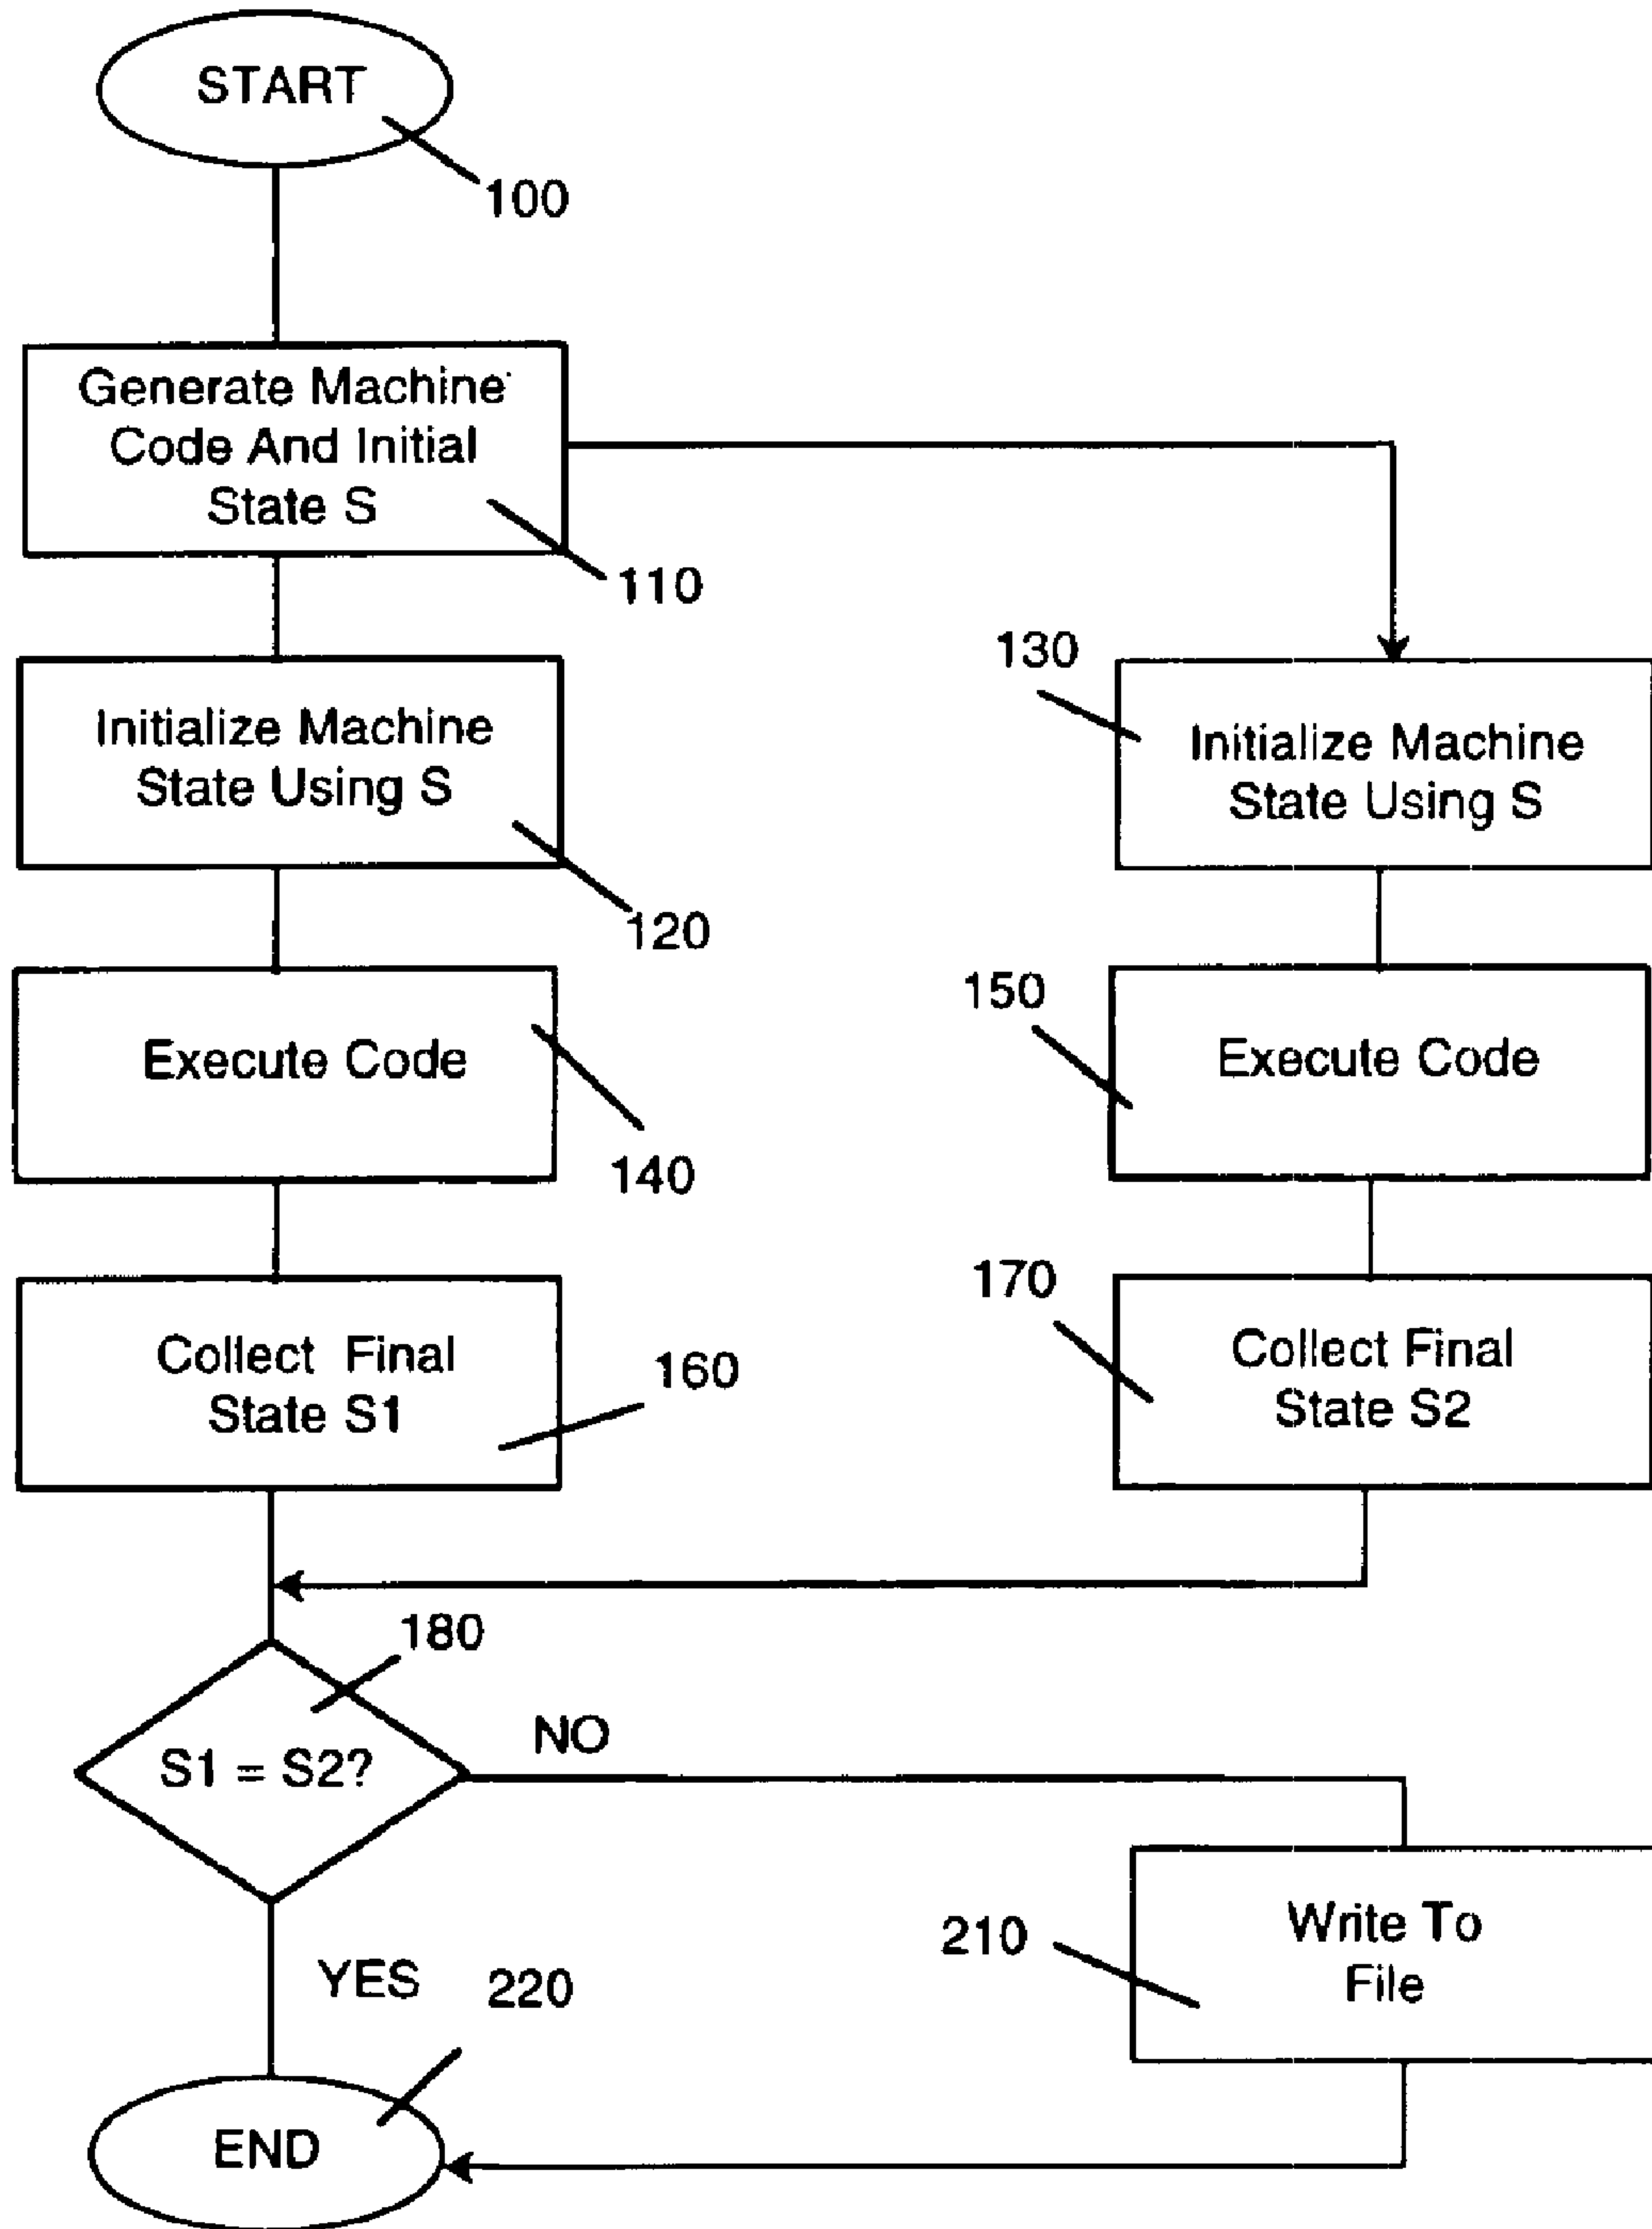 START
100
Generate Machine
Code And Initial
State S
110
130
Initialize Machine
State Using S
120
Initialize Machine
State Using S
150
Execute Code
140
Execute Code
170
Collect Final
State S1
160
Collect Final
State S2
180
S1 = S2?
NO
YES
210
Write To
File
220
END